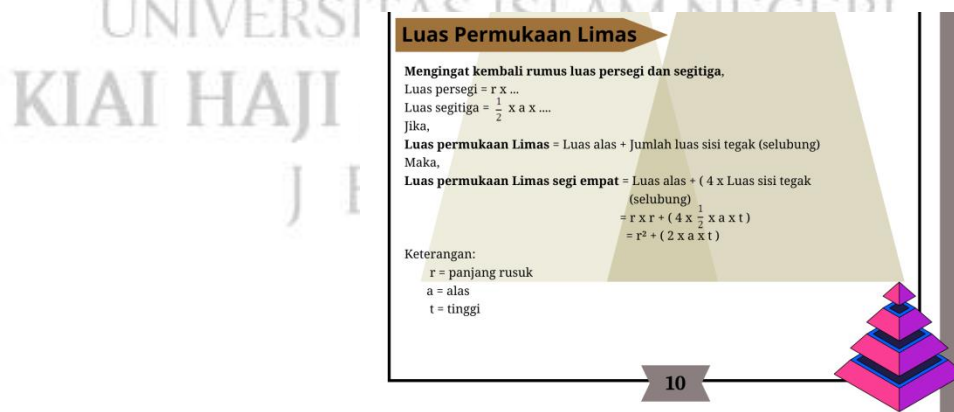 UNIVERSITAS ISLAM NEGERI
KIAI HAJI
J
Luas Permukaan Limas
Mengingat kembali rumus luas persegi dan segitiga,
Luas persegi = r x ...
Luas segitiga = 1/2 x a x ....
Jika,
Luas permukaan Limas = Luas alas + Jumlah luas sisi tegak (selubung)
Maka,
Luas permukaan Limas segi empat = Luas alas + ( 4 x Luas sisi tegak
(selubung)
= r x r + ( 4 x 1/2 x a x t )
= r² + ( 2 x a x t )
Keterangan:
r = panjang rusuk
a = alas
t = tinggi
10